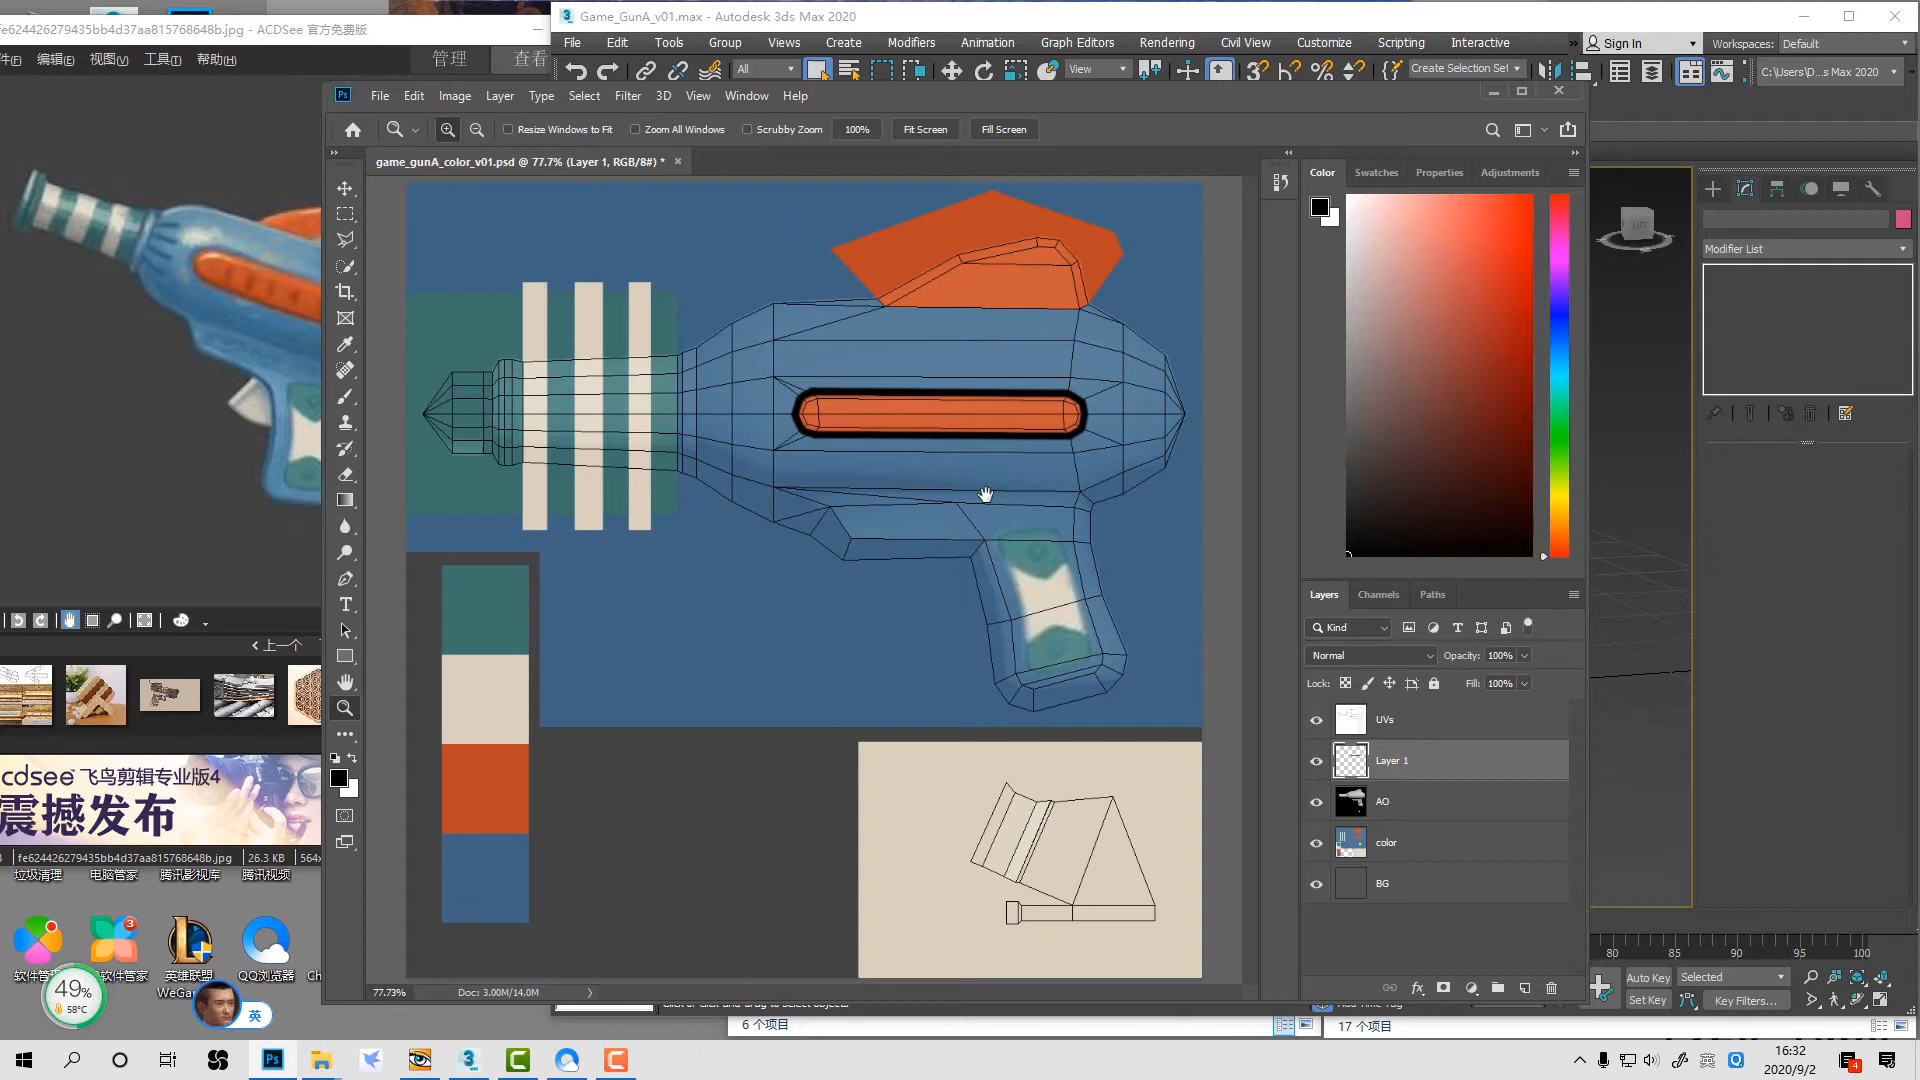 fe624426279435bb4d37aa815768648b.jpg - ACDSee 官方免费版
Game_GunA_v01.max - Autodesk 3ds Max 2020
编辑(E) 视图(V) 工具(T) 帮助(H)
管理 查看
File Edit Tools Group Views Create Modifiers Animation Graph Editors Rendering Civil View Customize Scripting Interactive
Sign In
Workspaces: Default
All
View
Create Selection Set
C:\Users\D...s Max 2020
Ps
File Edit Image Layer Type Select Filter 3D View Window Help
Resize Windows to Fit
Zoom All Windows
Scrubby Zoom
100%
Fit Screen
Fill Screen
game_gunA_color_v01.psd @ 77.7% (Layer 1, RGB/8#) *
Color Swatches Properties Adjustments
Modifier List
Layers Channels Paths
Kind
Normal
Opacity: 100%
Lock:
Fill: 100%
UVs
Layer 1
AO
color
BG
上一个
cdsee 飞鸟剪辑专业版4
震撼发布
fe624426279435bb4d37aa815768648b.jpg
26.3 KB
垃圾清理 电脑管家 腾讯影视库 腾讯视频
英雄联盟
WeGa
QQ浏览器
软件管家
3
49%
58°C
英
77.73%
Doc: 3.00M/14.0M
80 85 90 95 100
Auto Key
Selected
Set Key
Key Filters...
6 个项目
17 个项目
Ps
英
16:32
2020/9/2
4